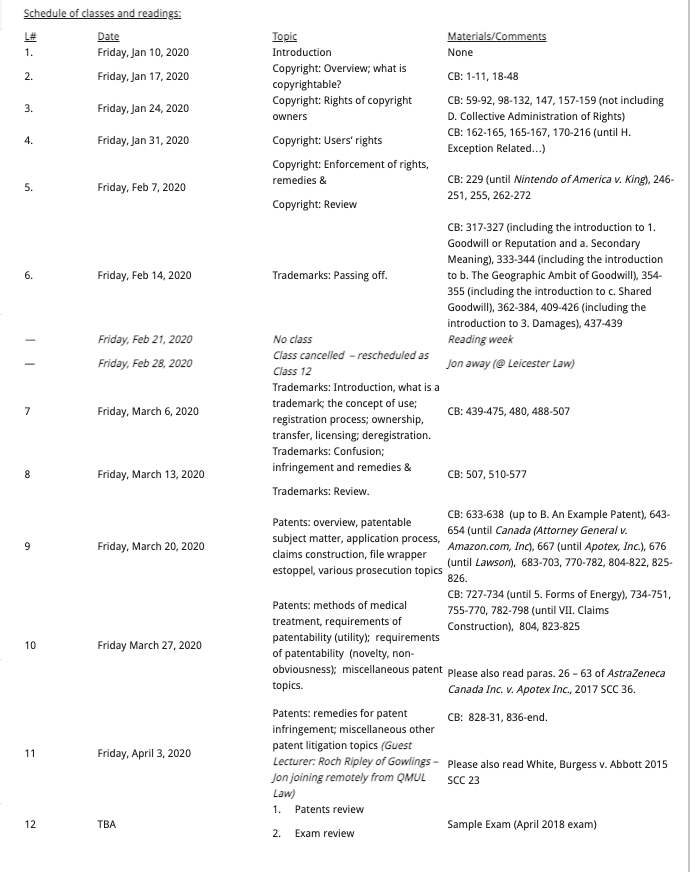 Schedule of classes and readings:
L# Date Topic Materials/Comments
1. Friday, Jan 10, 2020 Introduction None
2. Friday, Jan 17, 2020 Copyright: Overview; what is
copyrightable?
CB: 1-11, 18-48
3. Friday, Jan 24, 2020 Copyright: Rights of copyright
owners
CB: 59-92, 98-132, 147, 157-159 (not including
D. Collective Administration of Rights)
4. Friday, Jan 31, 2020 Copyright: Users’ rights
CB: 162-165, 165-167, 170-216 (until H.
Exception Related…)
5. Friday, Feb 7, 2020
Copyright: Enforcement of rights,
remedies &
Copyright: Review
CB: 229 (until Nintendo of America v. King), 246-
251, 255, 262-272
6. Friday, Feb 14, 2020 Trademarks: Passing off.
CB: 317-327 (including the introduction to 1.
Goodwill or Reputation and a. Secondary
Meaning), 333-344 (including the introduction
to b. The Geographic Ambit of Goodwill), 354-
355 (including the introduction to c. Shared
Goodwill), 362-384, 409-426 (including the
introduction to 3. Damages), 437-439
— Friday, Feb 21, 2020 No class Reading week
— Friday, Feb 28, 2020 Class cancelled – rescheduled as
Class 12
Jon away (@ Leicester Law)
7 Friday, March 6, 2020
Trademarks: Introduction, what is a
trademark; the concept of use;
registration process; ownership,
transfer, licensing; deregistration.
CB: 439-475, 480, 488-507
8 Friday, March 13, 2020
Trademarks: Confusion;
infringement and remedies &
Trademarks: Review.
CB: 507, 510-577
9 Friday, March 20, 2020
Patents: overview, patentable
subject matter, application process,
claims construction, file wrapper
estoppel, various prosecution topics
CB: 633-638 (up to B. An Example Patent), 643-
654 (until Canada (Attorney General v.
Amazon.com, Inc), 667 (until Apotex, Inc.), 676
(until Lawson), 683-703, 770-782, 804-822, 825-
826.
10 Friday March 27, 2020
Patents: methods of medical
treatment, requirements of
patentability (utility); requirements
of patentability (novelty, non-
obviousness); miscellaneous patent
topics.
CB: 727-734 (until 5. Forms of Energy), 734-751,
755-770, 782-798 (until VII. Claims
Construction), 804, 823-825
Please also read paras. 26 – 63 of AstraZeneca
Canada Inc. v. Apotex Inc., 2017 SCC 36.
11 Friday, April 3, 2020
Patents: remedies for patent
infringement; miscellaneous other
patent litigation topics (Guest
Lecturer: Roch Ripley of Gowlings –
Jon joining remotely from QMUL
Law)
CB: 828-31, 836-end.
Please also read White, Burgess v. Abbott 2015
SCC 23
12 TBA
1. Patents review
2. Exam review
Sample Exam (April 2018 exam)